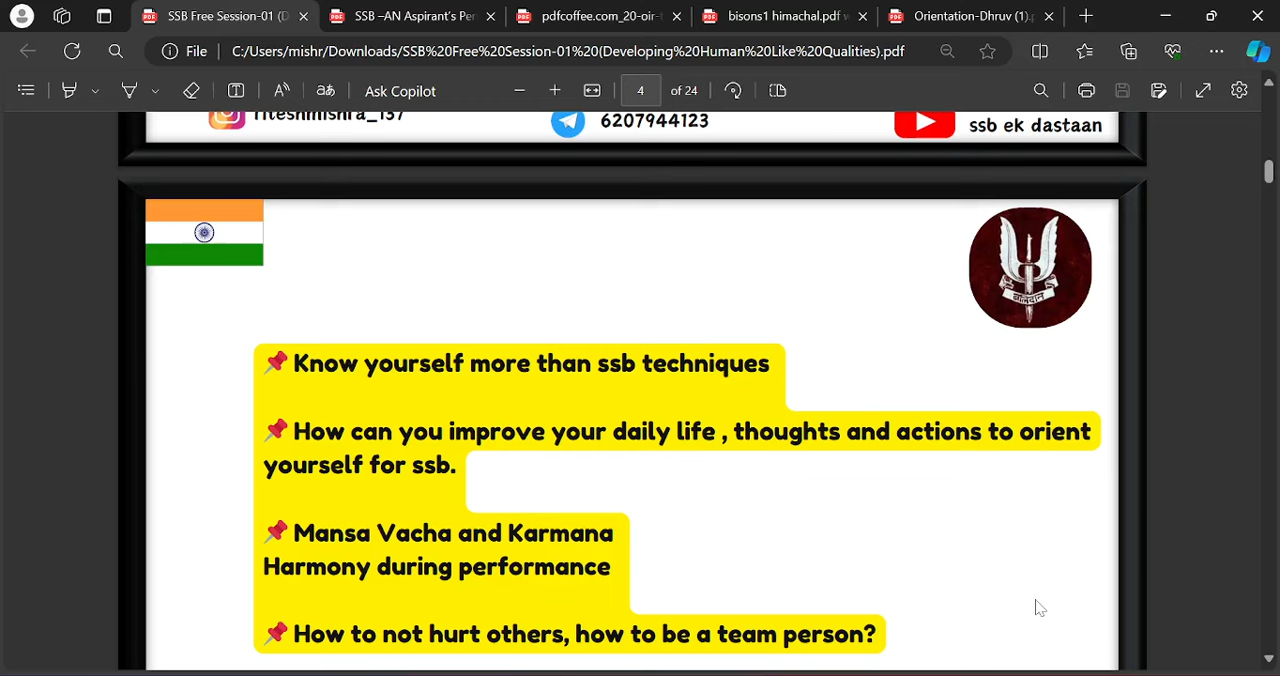 SSB Free Session-01 (D
SSB –AN Aspirant's Per
pdfcoffee.com_20-oir-t
bisons1 himachal.pdf
Orientation-Dhruv (1).p
File
C:/Users/mishr/Downloads/SSB%20Free%20Session-01%20(Developing%20Human%20Like%20Qualities).pdf
Ask Copilot
4 of 24
riteshmishra_157
6207944123
ssb ek dastaan
बलिदान
📌 Know yourself more than ssb techniques
📌 How can you improve your daily life , thoughts and actions to orient
yourself for ssb.
📌 Mansa Vacha and Karmana
Harmony during performance
📌 How to not hurt others, how to be a team person?